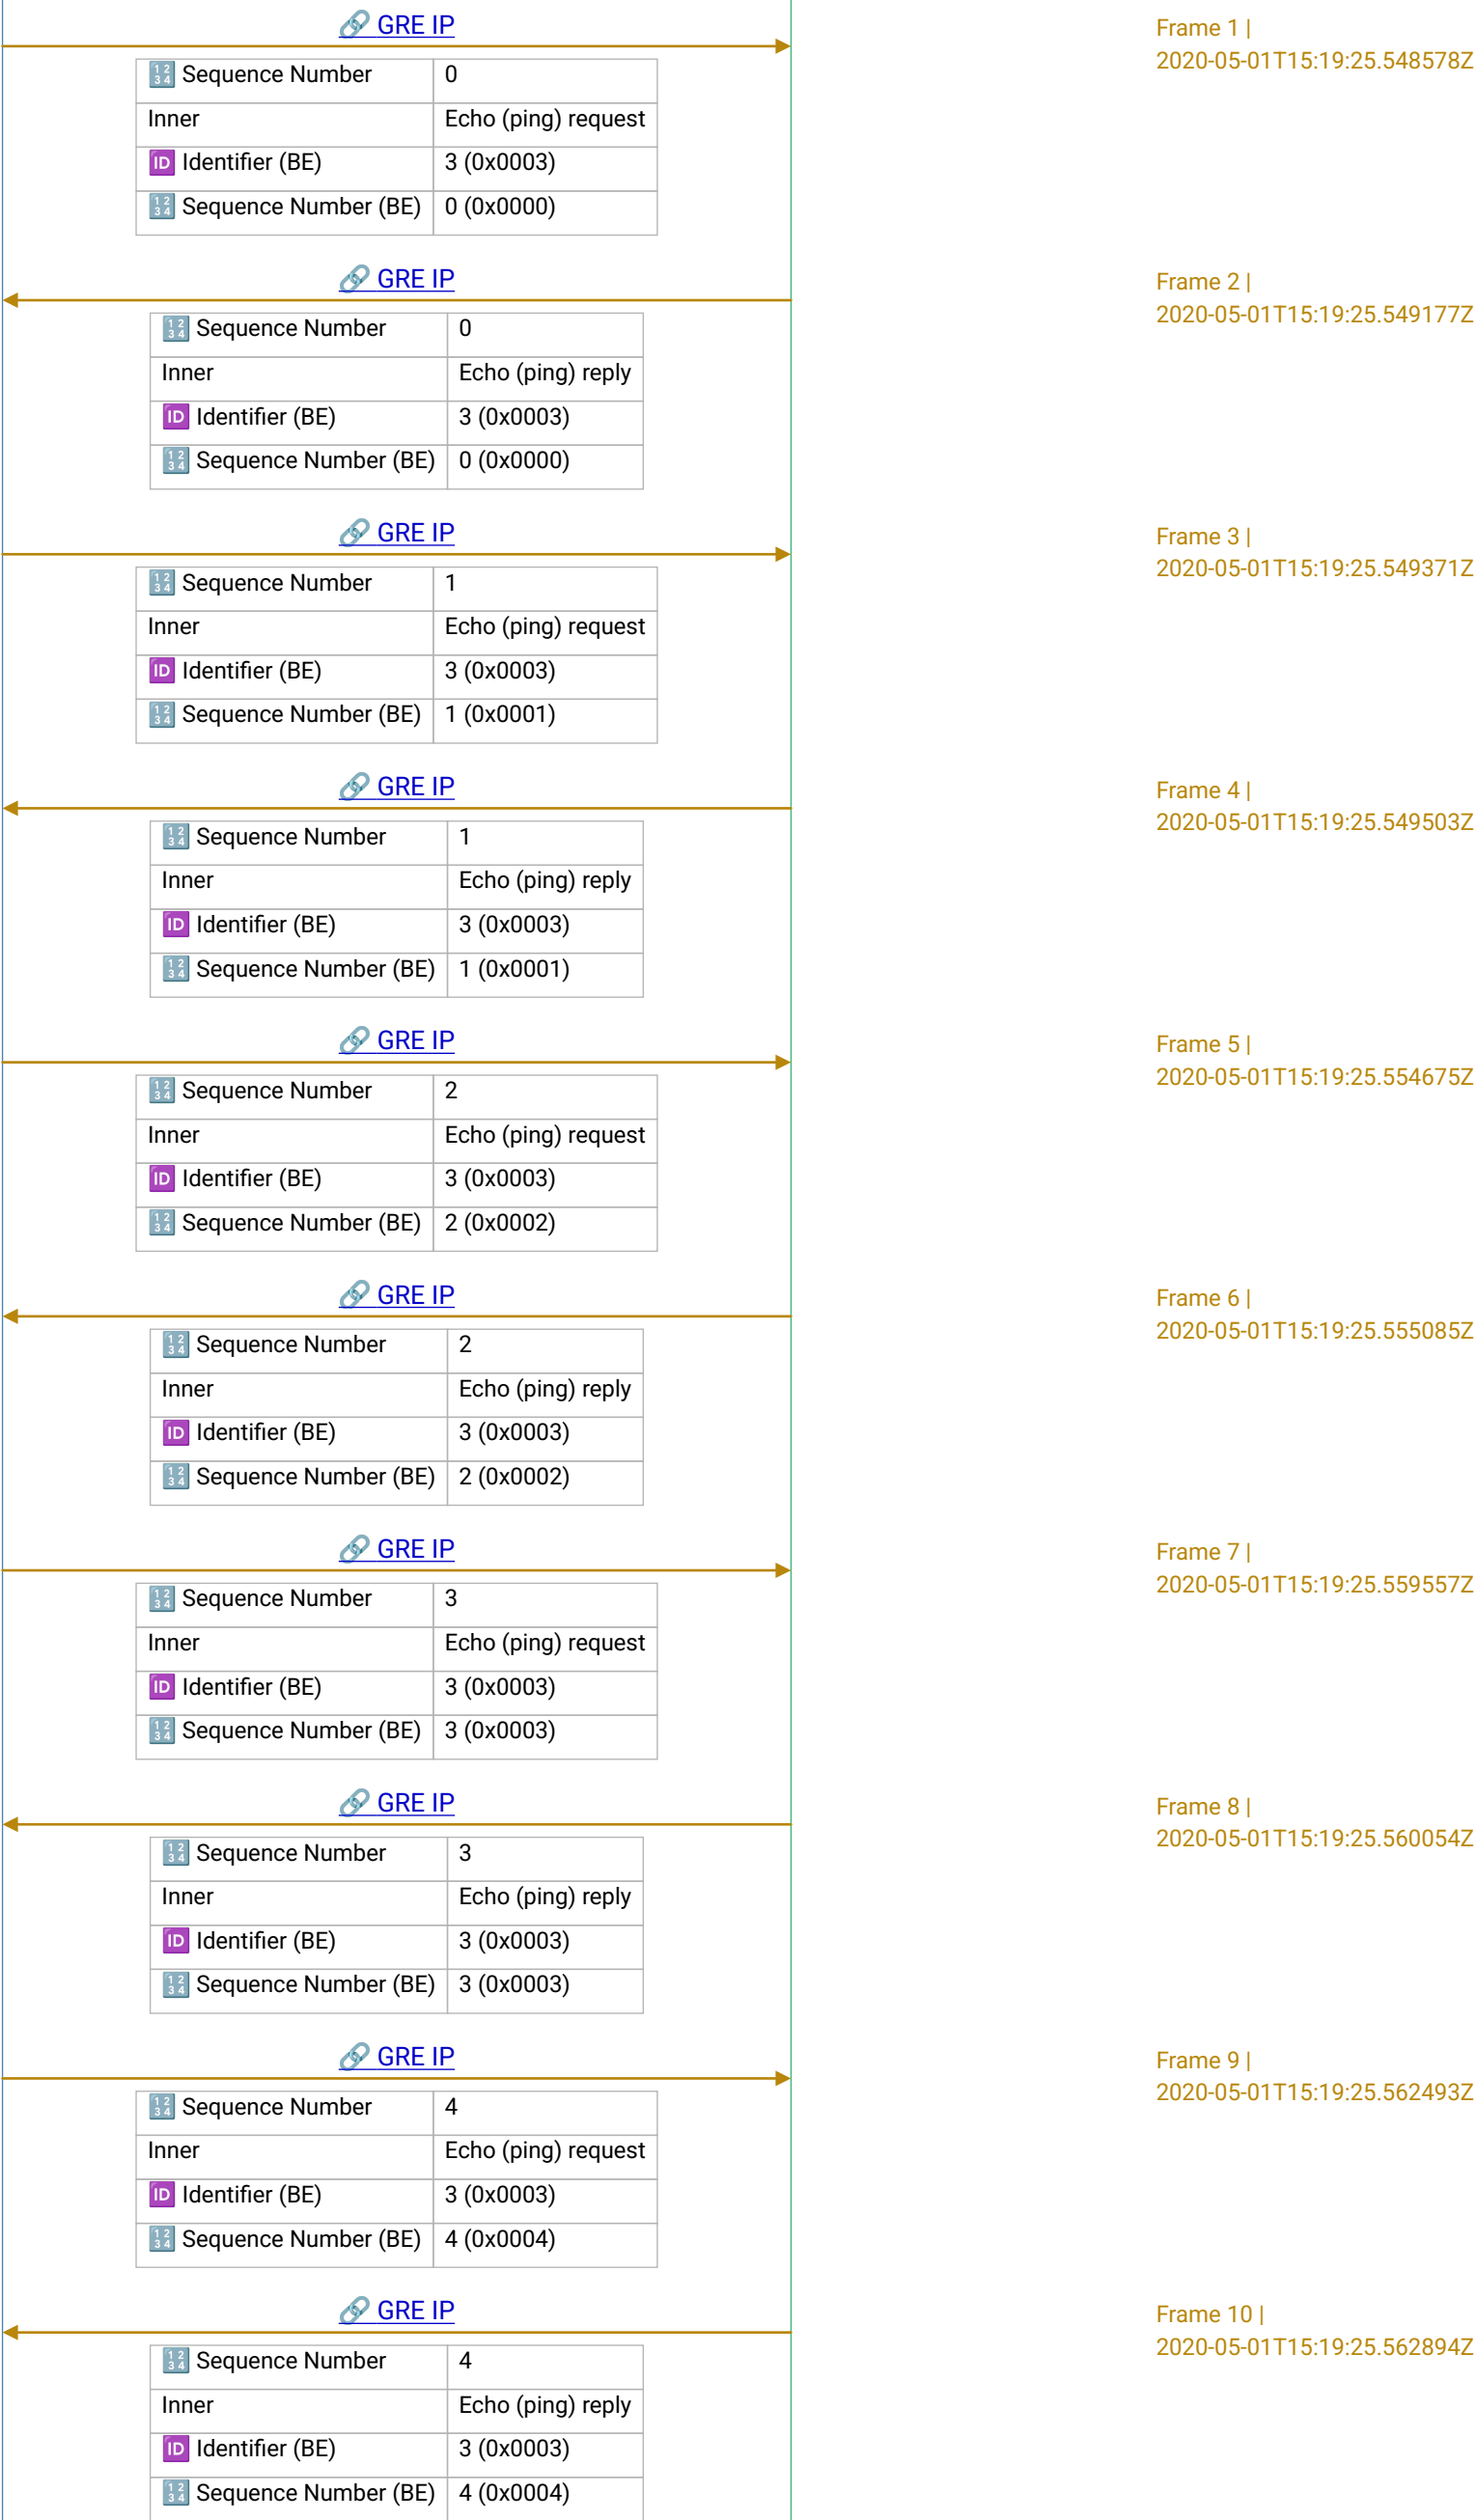 GRE IP
Frame 1 |
2020-05-01T15:19:25.548578Z
Sequence Number 0
Inner Echo (ping) request
Identifier (BE) 3 (0x0003)
Sequence Number (BE) 0 (0x0000)
GRE IP
Frame 2 |
2020-05-01T15:19:25.549177Z
Sequence Number 0
Inner Echo (ping) reply
Identifier (BE) 3 (0x0003)
Sequence Number (BE) 0 (0x0000)
GRE IP
Frame 3 |
2020-05-01T15:19:25.549371Z
Sequence Number 1
Inner Echo (ping) request
Identifier (BE) 3 (0x0003)
Sequence Number (BE) 1 (0x0001)
GRE IP
Frame 4 |
2020-05-01T15:19:25.549503Z
Sequence Number 1
Inner Echo (ping) reply
Identifier (BE) 3 (0x0003)
Sequence Number (BE) 1 (0x0001)
GRE IP
Frame 5 |
2020-05-01T15:19:25.554675Z
Sequence Number 2
Inner Echo (ping) request
Identifier (BE) 3 (0x0003)
Sequence Number (BE) 2 (0x0002)
GRE IP
Frame 6 |
2020-05-01T15:19:25.555085Z
Sequence Number 2
Inner Echo (ping) reply
Identifier (BE) 3 (0x0003)
Sequence Number (BE) 2 (0x0002)
GRE IP
Frame 7 |
2020-05-01T15:19:25.559557Z
Sequence Number 3
Inner Echo (ping) request
Identifier (BE) 3 (0x0003)
Sequence Number (BE) 3 (0x0003)
GRE IP
Frame 8 |
2020-05-01T15:19:25.560054Z
Sequence Number 3
Inner Echo (ping) reply
Identifier (BE) 3 (0x0003)
Sequence Number (BE) 3 (0x0003)
GRE IP
Frame 9 |
2020-05-01T15:19:25.562493Z
Sequence Number 4
Inner Echo (ping) request
Identifier (BE) 3 (0x0003)
Sequence Number (BE) 4 (0x0004)
GRE IP
Frame 10 |
2020-05-01T15:19:25.562894Z
Sequence Number 4
Inner Echo (ping) reply
Identifier (BE) 3 (0x0003)
Sequence Number (BE) 4 (0x0004)